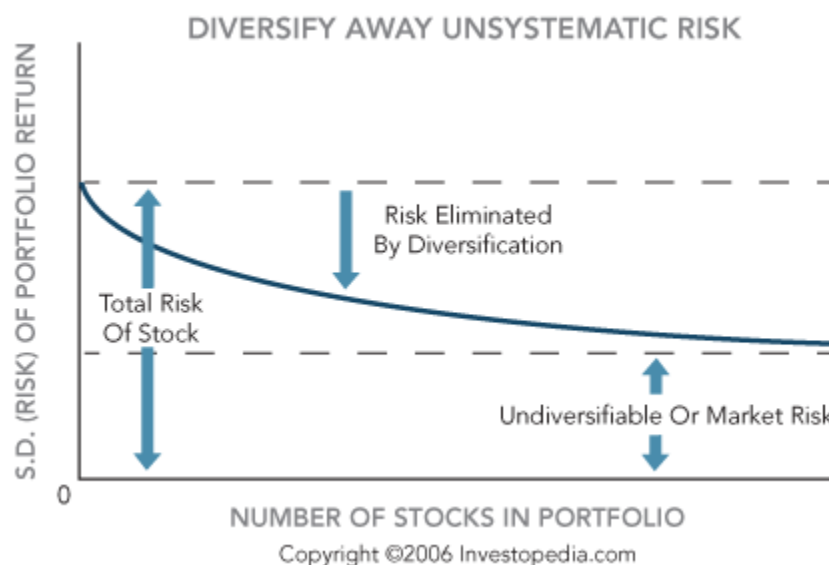 DIVERSIFY AWAY UNSYSTEMATIC RISK
S.D. (RISK) OF PORTFOLIO RETURN
Risk Eliminated
By Diversification
Total Risk
Of Stock
Undiversifiable Or Market Risk
0
NUMBER OF STOCKS IN PORTFOLIO
Copyright ©2006 Investopedia.com